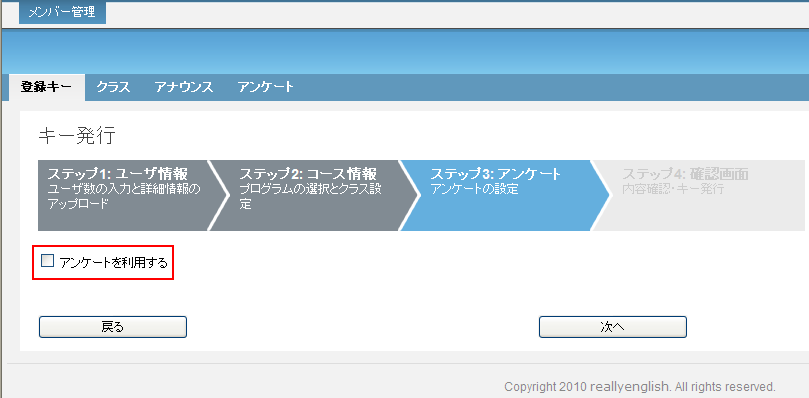 メンバー管理
登録キー クラス アナウンス アンケート
キー発行
ステップ1: ユーザ情報
ユーザ数の入力と詳細情報の
アップロード
ステップ2: コース情報
プログラムの選択とクラス設
定
ステップ3: アンケート
アンケートの設定
ステップ4: 確認画面
内容確認・キー発行
アンケートを利用する
戻る 次へ
Copyright 2010 reallyenglish. All rights reserved.